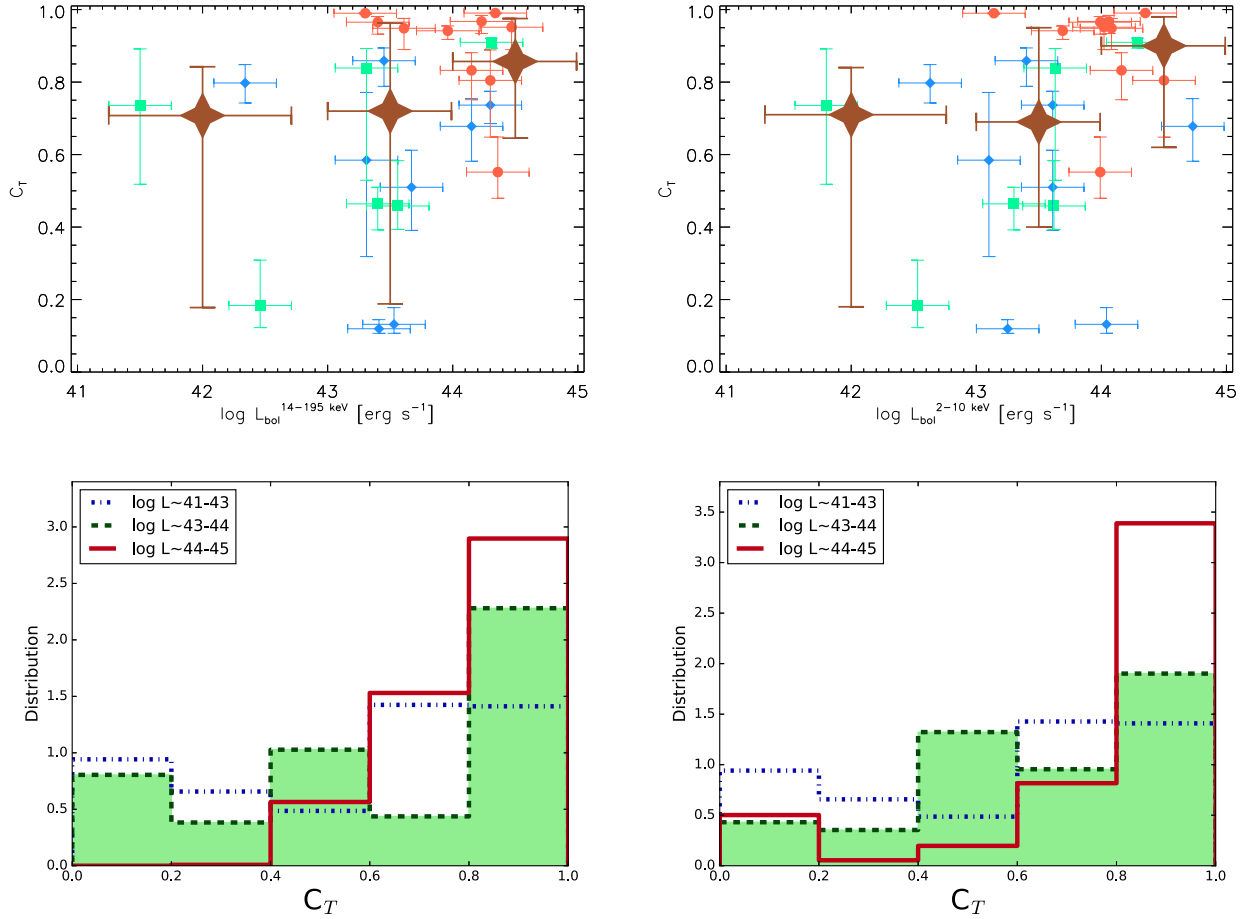 1.0
0.8
0.6
0.4
0.2
0.0
C_T
41 42 43 44 45
log L_bol^14−195 keV [erg s^−1]
1.0
0.8
0.6
0.4
0.2
0.0
C_T
41 42 43 44 45
log L_bol^2−10 keV [erg s^−1]
log L~41-43
log L~43-44
log L~44-45
3.0
2.5
2.0
1.5
1.0
0.5
0.0
Distribution
0.0 0.2 0.4 0.6 0.8 1.0
C_T
log L~41-43
log L~43-44
log L~44-45
3.5
3.0
2.5
2.0
1.5
1.0
0.5
0.0
Distribution
0.0 0.2 0.4 0.6 0.8 1.0
C_T